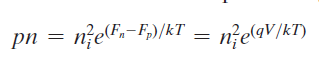 pn = n_i^2 e^{(F_n−F_p)/kT} = n_i^2 e^{(qV/kT)}